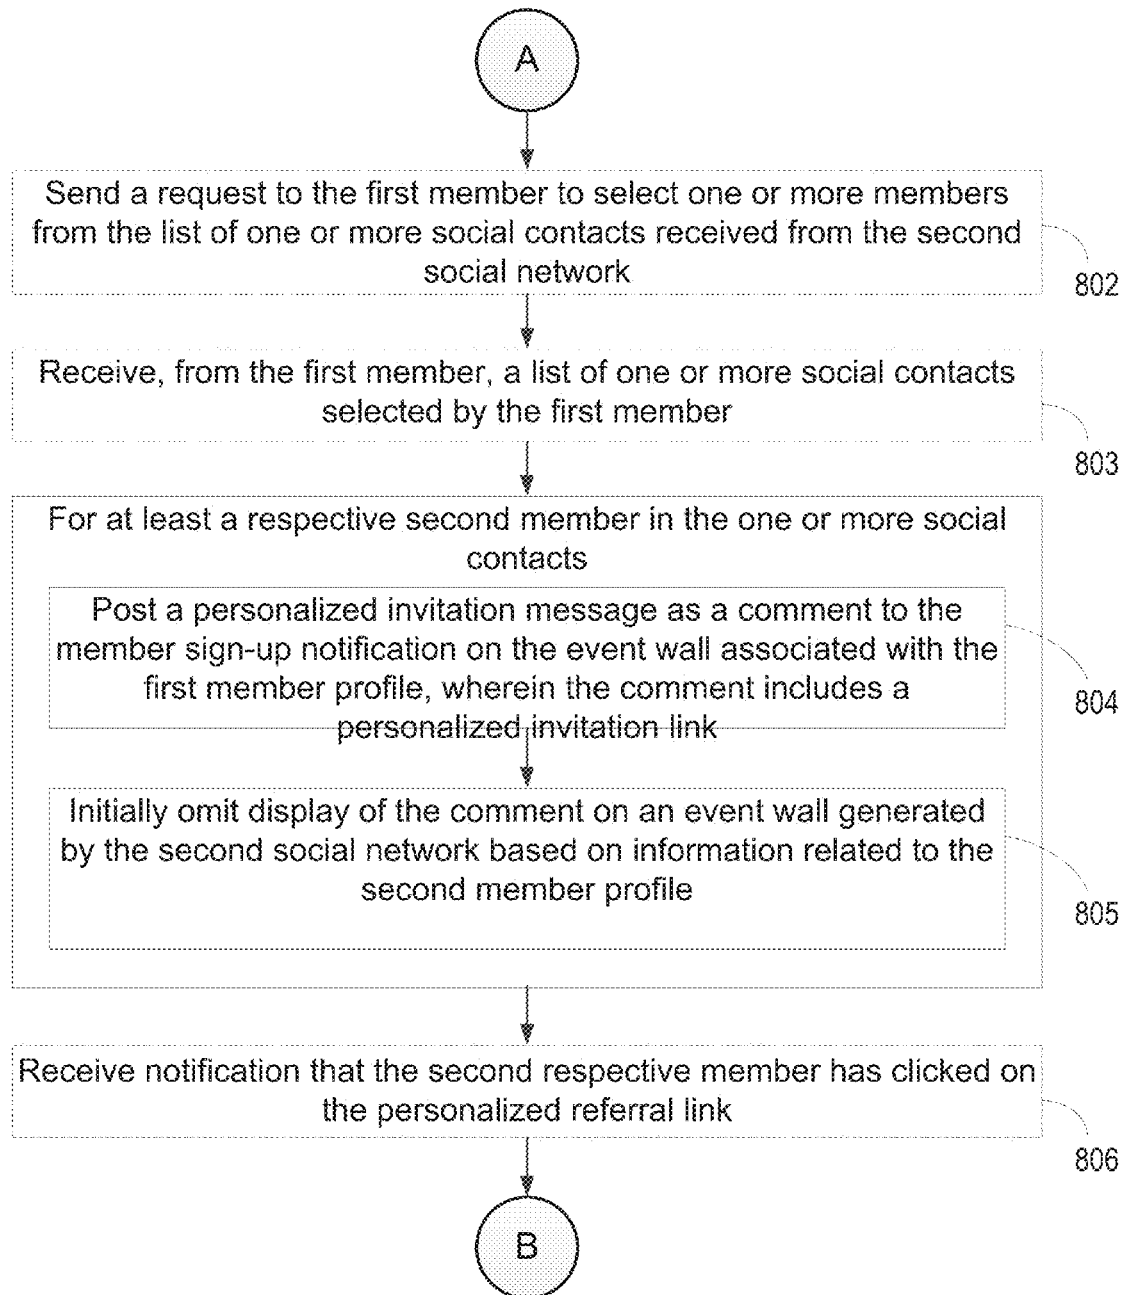 A
Send a request to the first member to select one or more members
from the list of one or more social contacts received from the second
social network
802
Receive, from the first member, a list of one or more social contacts
selected by the first member
803
For at least a respective second member in the one or more social
contacts
Post a personalized invitation message as a comment to the
member sign-up notification on the event wall associated with the
first member profile, wherein the comment includes a
personalized invitation link
804
Initially omit display of the comment on an event wall generated
by the second social network based on information related to the
second member profile
805
Receive notification that the second respective member has clicked on
the personalized referral link
806
B